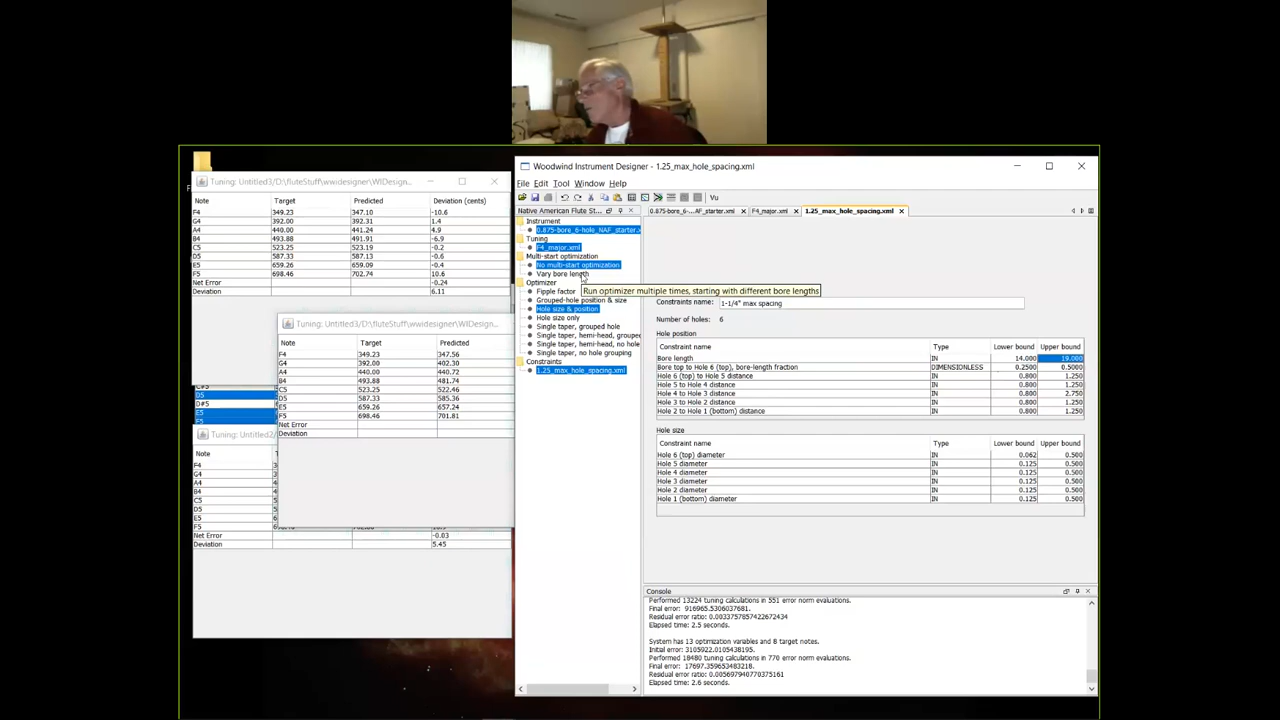 Tuning: Untitled3/D:\fluteStuff\wwidesigner\WIDesign...
Note Target Predicted Deviation (cents)
F4 349.23 347.10 -10.6
G4 392.00 392.31 1.4
A4 440.00 441.24 4.9
B4 493.88 491.91 -6.9
C5 523.25 523.19 -0.2
D5 587.33 587.13 -0.6
E5 659.26 659.09 -0.4
F5 698.46 702.74 10.6
Net Error -0.24
Deviation 6.11
Tuning: Untitled3/D:\fluteStuff\wwidesigner\WIDesign...
Note Target Predicted
F4 349.23 347.56
G4 392.00 402.30
A4 440.00 440.72
B4 493.88 481.74
C5 523.25 522.46
D5 587.33 585.36
E5 659.26 657.24
F5 698.46 701.81
Net Error
Deviation
D5
D#5
E5
Tuning: Untitled2/
Note
F4
G4
A4
B4
C5
D5
E5
F5
Net Error -0.03
Deviation 5.45
Woodwind Instrument Designer - 1.25_max_hole_spacing.xml
File Edit Tool Window Help
Vu
Native American Flute St...
0.875-bore_6-...AF_starter.xml F4_major.xml 1.25_max_hole_spacing.xml
Instrument
0.875-bore_6-hole_NAF_starter.x
Tuning
F4_major.xml
Multi-start optimization
No multi-start optimization
Vary bore length
Run optimizer multiple times, starting with different bore lengths
Optimizer
Fipple factor
Grouped-hole position & size
Hole size & position
Hole size only
Single taper, grouped hole
Single taper, hemi-head, groupe
Single taper, hemi-head, no hole
Single taper, no hole grouping
Constraints
1.25_max_hole_spacing.xml
Constraints name: 1-1/4" max spacing
Number of holes: 6
Hole position
Constraint name Type Lower bound Upper bound
Bore length IN 14.000 19.000
Bore top to Hole 6 (top), bore-length fraction DIMENSIONLESS 0.2500 0.5000
Hole 6 (top) to Hole 5 distance IN 0.800 1.250
Hole 5 to Hole 4 distance IN 0.800 1.250
Hole 4 to Hole 3 distance IN 0.800 2.750
Hole 3 to Hole 2 distance IN 0.800 1.250
Hole 2 to Hole 1 (bottom) distance IN 0.800 1.250
Hole size
Constraint name Type Lower bound Upper bound
Hole 6 (top) diameter IN 0.062 0.500
Hole 5 diameter IN 0.125 0.500
Hole 4 diameter IN 0.125 0.500
Hole 3 diameter IN 0.125 0.500
Hole 2 diameter IN 0.125 0.500
Hole 1 (bottom) diameter IN 0.125 0.500
Console
Performed 13224 tuning calculations in 551 error norm evaluations.
Final error: 916965.5306037681.
Residual error ratio: 0.0033757857422672434
Elapsed time: 2.5 seconds.
System has 13 optimization variables and 8 target notes.
Initial error: 3105922.0105438195.
Performed 18480 tuning calculations in 770 error norm evaluations.
Final error: 17697.359653483218.
Residual error ratio: 0.005697940770375161
Elapsed time: 2.6 seconds.